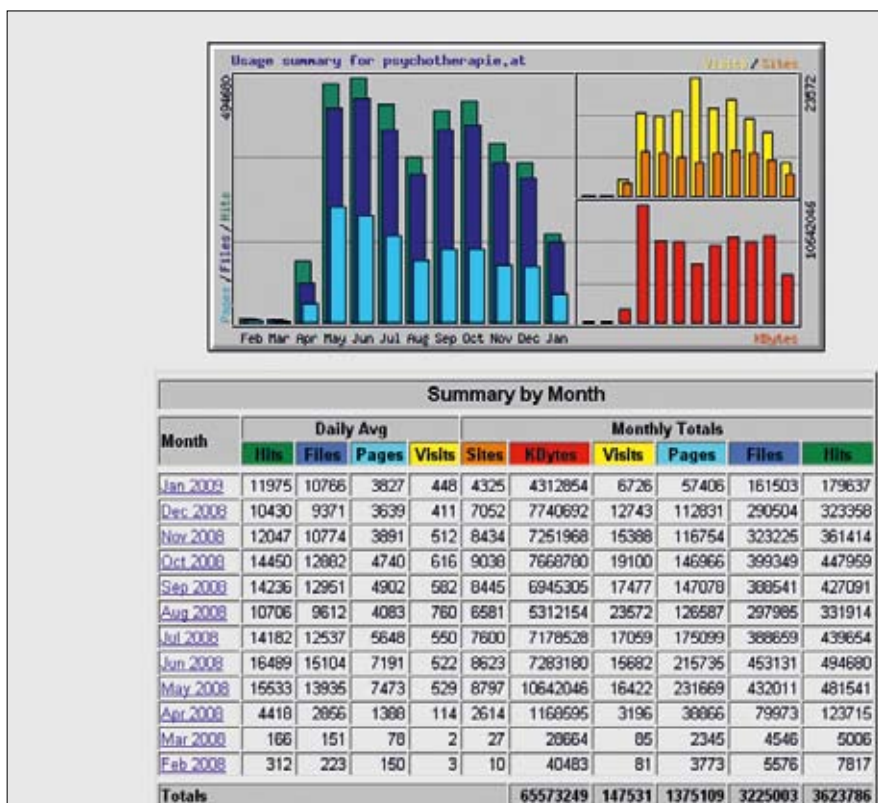 Usage summary for psychotherapie.at
Visits / Sites
494680
23572
Pages / Files / Hits
10642046
Feb Mar Apr May Jun Jul Aug Sep Oct Nov Dec Jan
KBytes
Summary by Month
Month Daily Avg Monthly Totals
Hits Files Pages Visits Sites KBytes Visits Pages Files Hits
Jan 2009 11975 10766 3827 448 4325 4312854 6726 57406 161503 179637
Dec 2008 10430 9371 3639 411 7052 7740692 12743 112831 290504 323358
Nov 2008 12047 10774 3891 512 8434 7251968 15388 116754 323225 361414
Oct 2008 14450 12882 4740 616 9038 7668780 19100 146966 399349 447959
Sep 2008 14236 12951 4902 582 8445 6945305 17477 147078 388541 427091
Aug 2008 10706 9612 4083 760 6581 5312154 23572 126587 297985 331914
Jul 2008 14182 12537 5648 550 7600 7178528 17059 175099 388659 439654
Jun 2008 16489 15104 7191 522 8623 7283180 15682 215735 453131 494680
May 2008 15533 13935 7473 529 8797 10642046 16422 231669 432011 481541
Apr 2008 4418 2856 1388 114 2614 1168595 3196 38866 79973 123715
Mar 2008 166 151 78 2 27 28664 85 2345 4546 5006
Feb 2008 312 223 150 3 10 40483 81 3773 5576 7817
Totals 65573249 147531 1375109 3225003 3623786